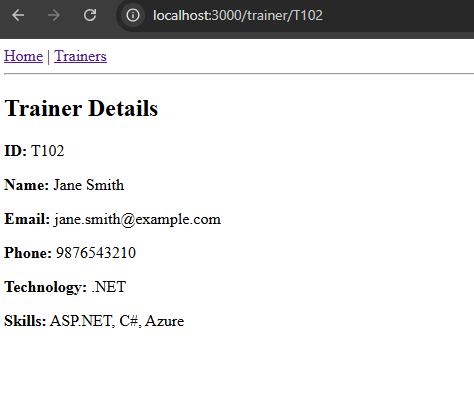 localhost:3000/trainer/T102
Home | Trainers
Trainer Details
ID: T102
Name: Jane Smith
Email: jane.smith@example.com
Phone: 9876543210
Technology: .NET
Skills: ASP.NET, C#, Azure